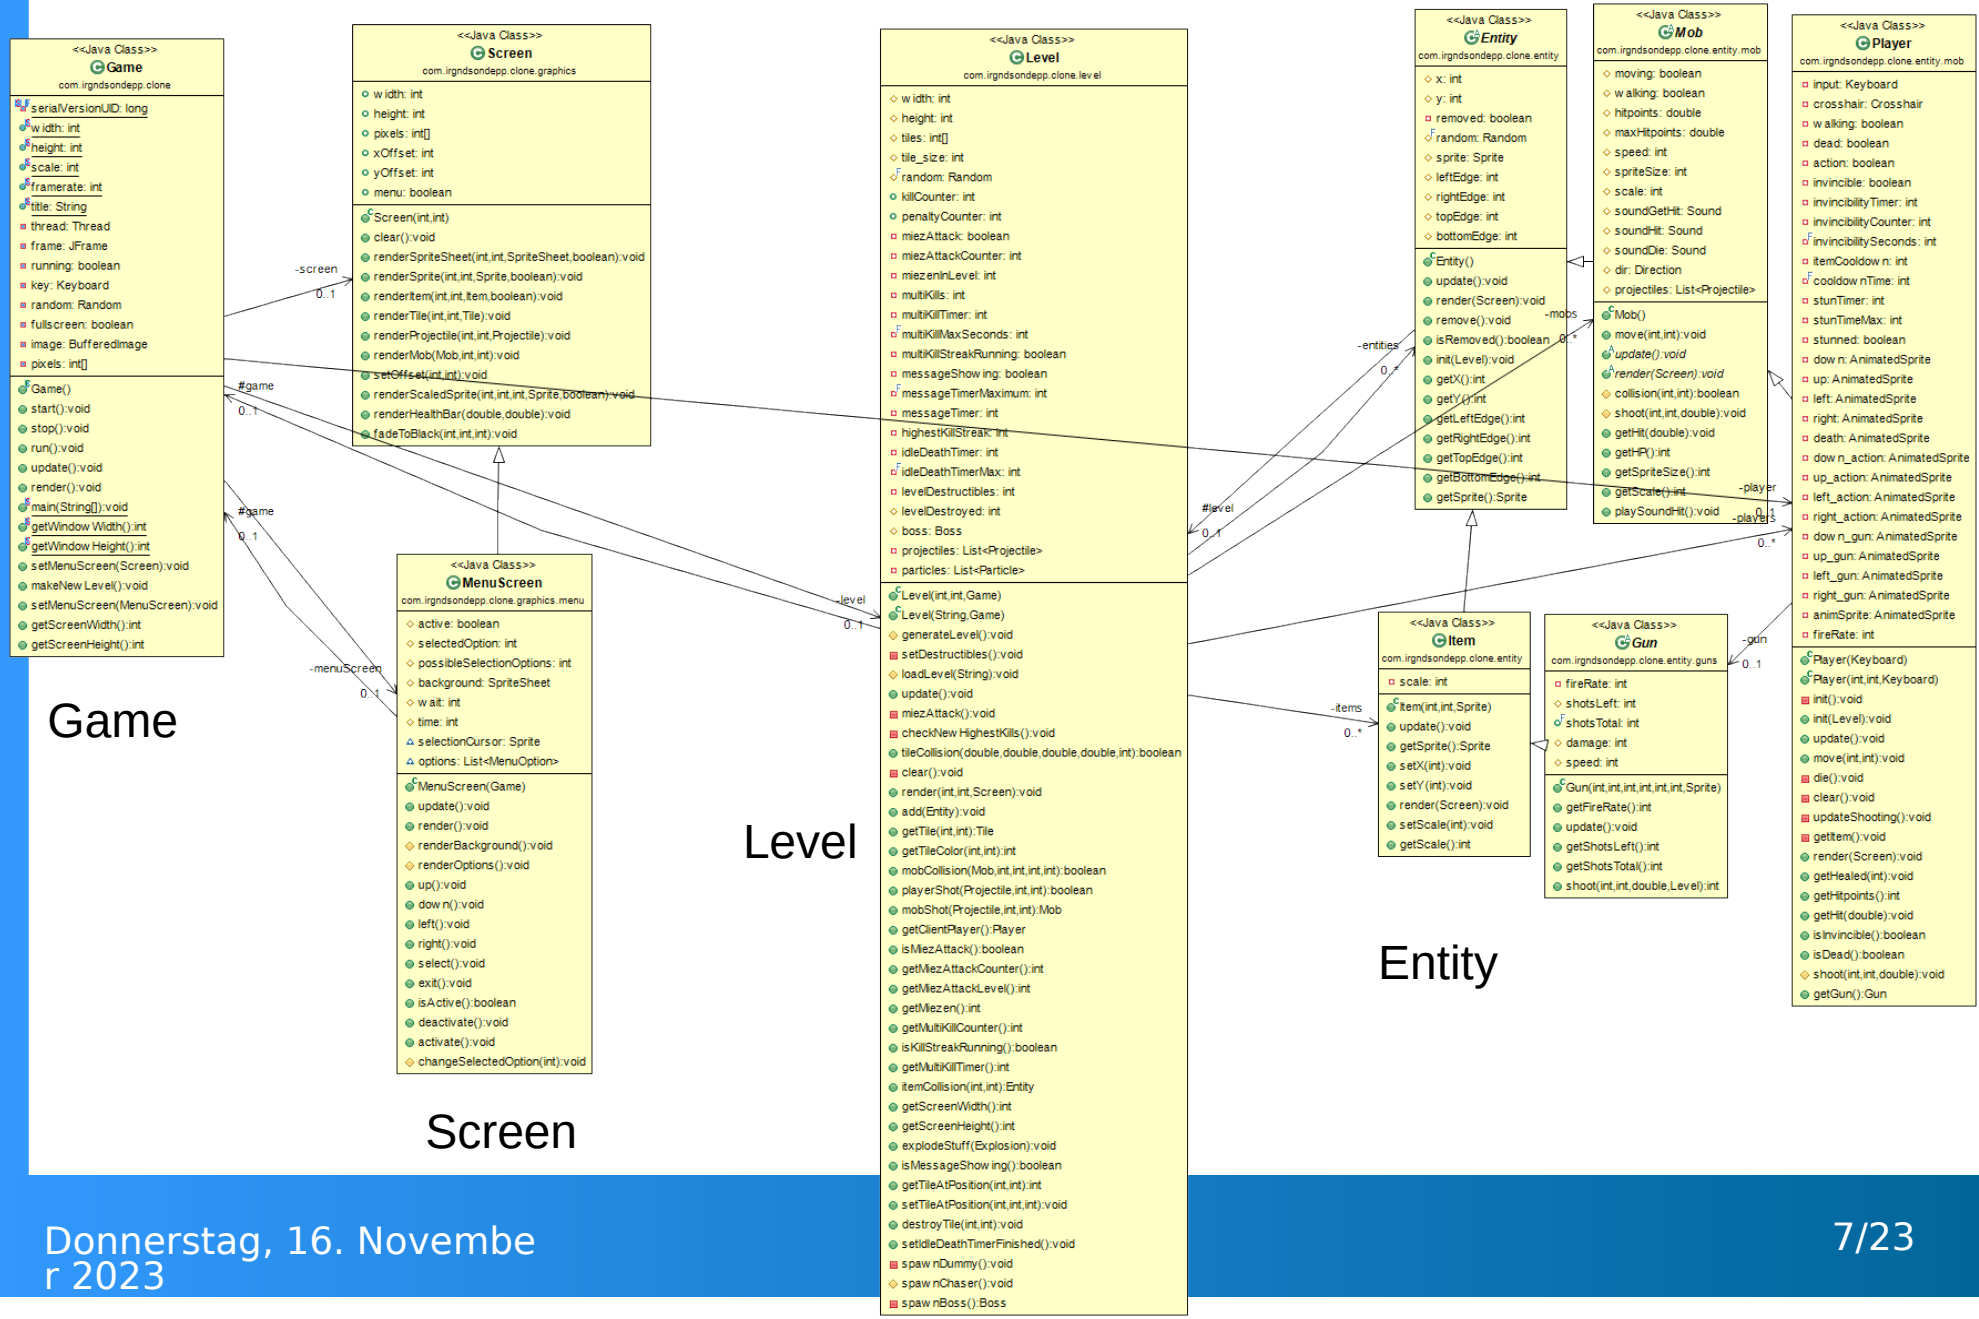 <<Java Class>>
Game
com.irgndsondepp.clone
serialVersionUID: long
width: int
height: int
scale: int
framerate: int
title: String
thread: Thread
frame: JFrame
running: boolean
key: Keyboard
random: Random
fullscreen: boolean
image: BufferedImage
pixels: int[]
Game()
start():void
stop():void
run():void
update():void
render():void
main(String[]):void
getWindowWidth():int
getWindowHeight():int
setMenuScreen(Screen):void
makeNewLevel():void
setMenuScreen(MenuScreen):void
getScreenWidth():int
getScreenHeight():int
Game
-screen
0..1
#game
0..1
#game
0..1
-menuScreen
0..1
<<Java Class>>
Screen
com.irgndsondepp.clone.graphics
width: int
height: int
pixels: int[]
xOffset: int
yOffset: int
menu: boolean
Screen(int,int)
clear():void
renderSpriteSheet(int,int,SpriteSheet,boolean):void
renderSprite(int,int,Sprite,boolean):void
renderItem(int,int,Item,boolean):void
renderTile(int,int,Tile):void
renderProjectile(int,int,Projectile):void
renderMob(Mob,int,int):void
setOffset(int,int):void
renderScaledSprite(int,int,int,Sprite,boolean):void
renderHealthBar(double,double):void
fadeToBlack(int,int,int):void
<<Java Class>>
MenuScreen
com.irgndsondepp.clone.graphics.menu
active: boolean
selectedOption: int
possibleSelectionOptions: int
background: SpriteSheet
wait: int
time: int
selectionCursor: Sprite
options: List<MenuOption>
MenuScreen(Game)
update():void
render():void
renderBackground():void
renderOptions():void
up():void
down():void
left():void
right():void
select():void
exit():void
isActive():boolean
deactivate():void
activate():void
changeSelectedOption(int):void
Screen
-level
0..1
Level
<<Java Class>>
Level
com.irgndsondepp.clone.level
width: int
height: int
tiles: int[]
tile_size: int
random: Random
killCounter: int
penaltyCounter: int
miezAttack: boolean
miezAttackCounter: int
miezenInLevel: int
multiKills: int
multiKillTimer: int
multiKillMaxSeconds: int
multiKillStreakRunning: boolean
messageShowing: boolean
messageTimerMaximum: int
messageTimer: int
highestKillStreak: int
idleDeathTimer: int
idleDeathTimerMax: int
levelDestructibles: int
levelDestroyed: int
boss: Boss
projectiles: List<Projectile>
particles: List<Particle>
Level(int,int,Game)
Level(String,Game)
generateLevel():void
setDestructibles():void
loadLevel(String):void
update():void
miezAttack():void
checkNewHighestKills():void
tileCollision(double,double,double,double,int):boolean
clear():void
render(int,int,Screen):void
add(Entity):void
getTile(int,int):Tile
getTileColor(int,int):int
mobCollision(Mob,int,int,int,int):boolean
playerShot(Projectile,int,int):boolean
mobShot(Projectile,int,int):Mob
getClientPlayer():Player
isMiezAttack():boolean
getMiezAttackCounter():int
getMiezAttackLevel():int
getMiezen():int
getMultiKillCounter():int
isKillStreakRunning():boolean
getMultiKillTimer():int
itemCollision(int,int):Entity
getScreenWidth():int
getScreenHeight():int
explodeStuff(Explosion):void
isMessageShowing():boolean
getTileAtPosition(int,int):int
setTileAtPosition(int,int,int):void
destroyTile(int,int):void
setIdleDeathTimerFinished():void
spawnDummy():void
spawnChaser():void
spawnBoss():Boss
-entities
0..*
#level
0..1
-mobs
0..*
-items
0..*
<<Java Class>>
Entity
com.irgndsondepp.clone.entity
x: int
y: int
removed: boolean
random: Random
sprite: Sprite
leftEdge: int
rightEdge: int
topEdge: int
bottomEdge: int
Entity()
update():void
render(Screen):void
remove():void
isRemoved():boolean
init(Level):void
getX():int
getY():int
getLeftEdge():int
getRightEdge():int
getTopEdge():int
getBottomEdge():int
getSprite():Sprite
<<Java Class>>
Mob
com.irgndsondepp.clone.entity.mob
moving: boolean
walking: boolean
hitpoints: double
maxHitpoints: double
speed: int
spriteSize: int
scale: int
soundGetHit: Sound
soundHit: Sound
soundDie: Sound
dir: Direction
projectiles: List<Projectile>
Mob()
move(int,int):void
update():void
render(Screen):void
collision(int,int):boolean
shoot(int,int,double):void
getHit(double):void
getHP():int
getSpriteSize():int
getScale():int
playSoundHit():void
-player
0..1
-players
0..*
<<Java Class>>
Item
com.irgndsondepp.clone.entity
scale: int
Item(int,int,Sprite)
update():void
getSprite():Sprite
setX(int):void
setY(int):void
render(Screen):void
setScale(int):void
getScale():int
<<Java Class>>
Gun
com.irgndsondepp.clone.entity.guns
fireRate: int
shotsLeft: int
shotsTotal: int
damage: int
speed: int
Gun(int,int,int,int,int,int,Sprite)
getFireRate():int
update():void
getShotsLeft():int
getShotsTotal():int
shoot(int,int,double,Level):int
-gun
0..1
Entity
<<Java Class>>
Player
com.irgndsondepp.clone.entity.mob
input: Keyboard
crosshair: Crosshair
walking: boolean
dead: boolean
action: boolean
invincible: boolean
invincibilityTimer: int
invincibilityCounter: int
invincibilitySeconds: int
itemCooldown: int
cooldownTime: int
stunTimer: int
stunTimeMax: int
stunned: boolean
down: AnimatedSprite
up: AnimatedSprite
left: AnimatedSprite
right: AnimatedSprite
death: AnimatedSprite
down_action: AnimatedSprite
up_action: AnimatedSprite
left_action: AnimatedSprite
right_action: AnimatedSprite
down_gun: AnimatedSprite
up_gun: AnimatedSprite
left_gun: AnimatedSprite
right_gun: AnimatedSprite
animSprite: AnimatedSprite
fireRate: int
Player(Keyboard)
Player(int,int,Keyboard)
init():void
init(Level):void
update():void
move(int,int):void
die():void
clear():void
updateShooting():void
getItem():void
render(Screen):void
getHealed(int):void
getHitpoints():int
getHit(double):void
isInvincible():boolean
isDead():boolean
shoot(int,int,double):void
getGun():Gun
Donnerstag, 16. Novembe
r 2023
7/23